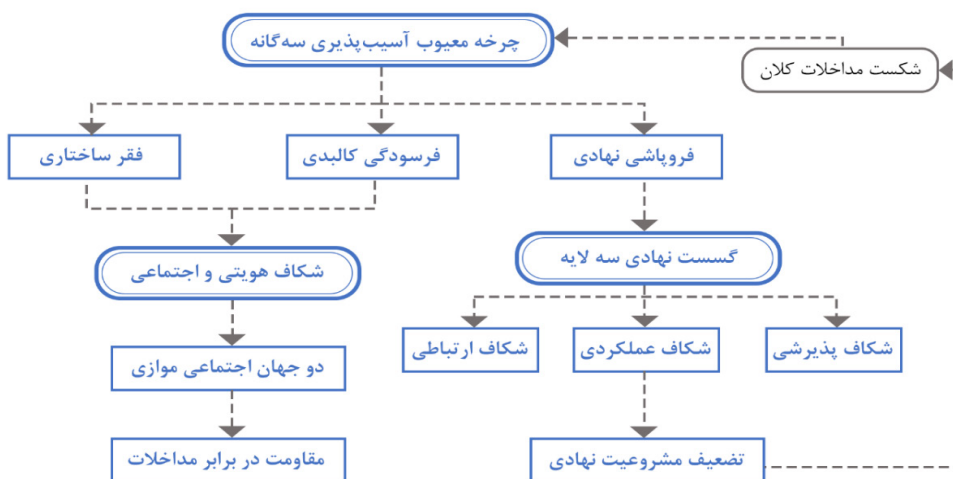 چرخه معیوب آسیب‌پذیری سه‌گانه
شکست مداخلات کلان
فروپاشی نهادی
فرسودگی کالبدی
فقر ساختاری
گسست نهادی سه لایه
شکاف هویتی و اجتماعی
شکاف پذیرشی
شکاف عملکردی
شکاف ارتباطی
دو جهان اجتماعی موازی
تضعیف مشروعیت نهادی
مقاومت در برابر مداخلات